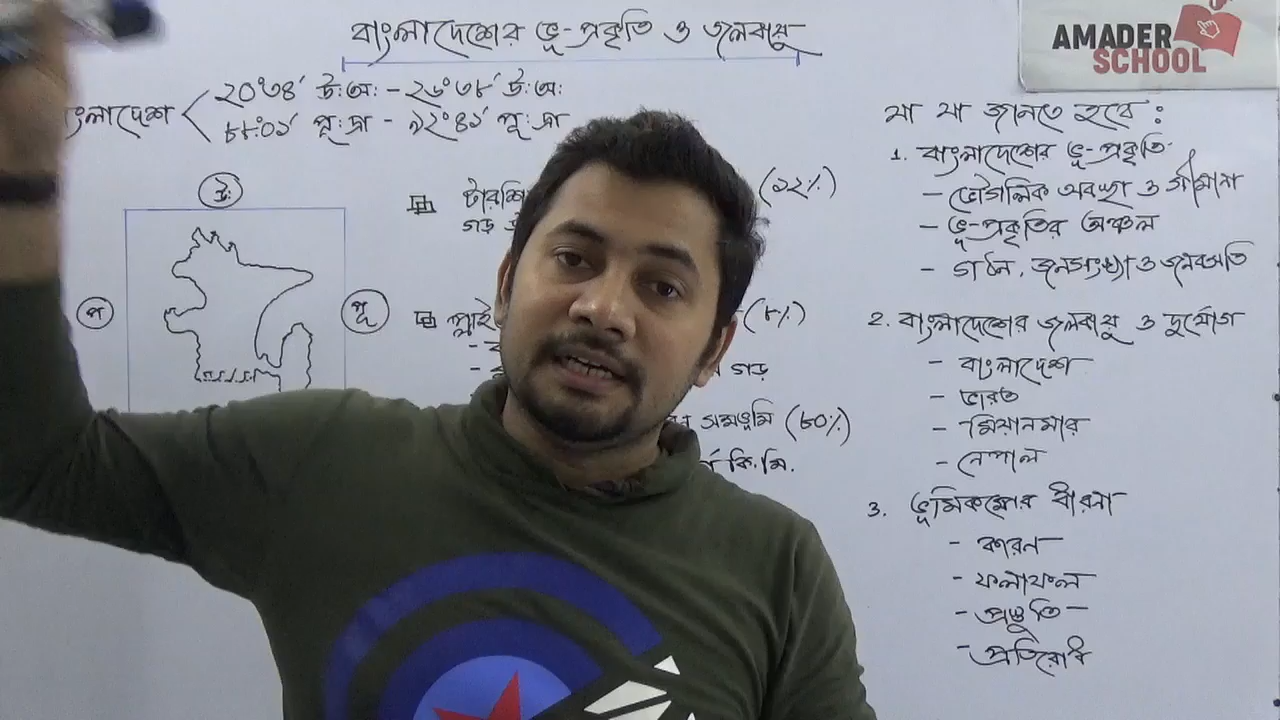 বাংলাদেশের ভূ-প্রকৃতি ও জলবায়ু
২০°৩৪′ উ:অ: - ২৬°৩৮′ উ:অ:
৮৮°০১′ পূ:দ্রা - ৯২°৪১′ পূ:দ্রা
উ:
প
পূ
(১২%)
(৮%)
গড়
সমভূমি (৮০%)
কি.মি.
AMADER
SCHOOL
যা যা জানতে হবে :
1. বাংলাদেশের ভূ-প্রকৃতি
- ভৌগলিক অবস্থা ও সীমানা
- ভূ-প্রকৃতির অঞ্চল
- গঠন, জনসংখ্যা ও জনবসতি
2. বাংলাদেশের জলবায়ু ও দুর্যোগ
- বাংলাদেশ
- ভারত
- মিয়ানমার
- নেপাল
3. ভূমিকম্পের ধারনা
- কারন
- ফলাফল
- প্রস্তুতি
- প্রতিরোধ